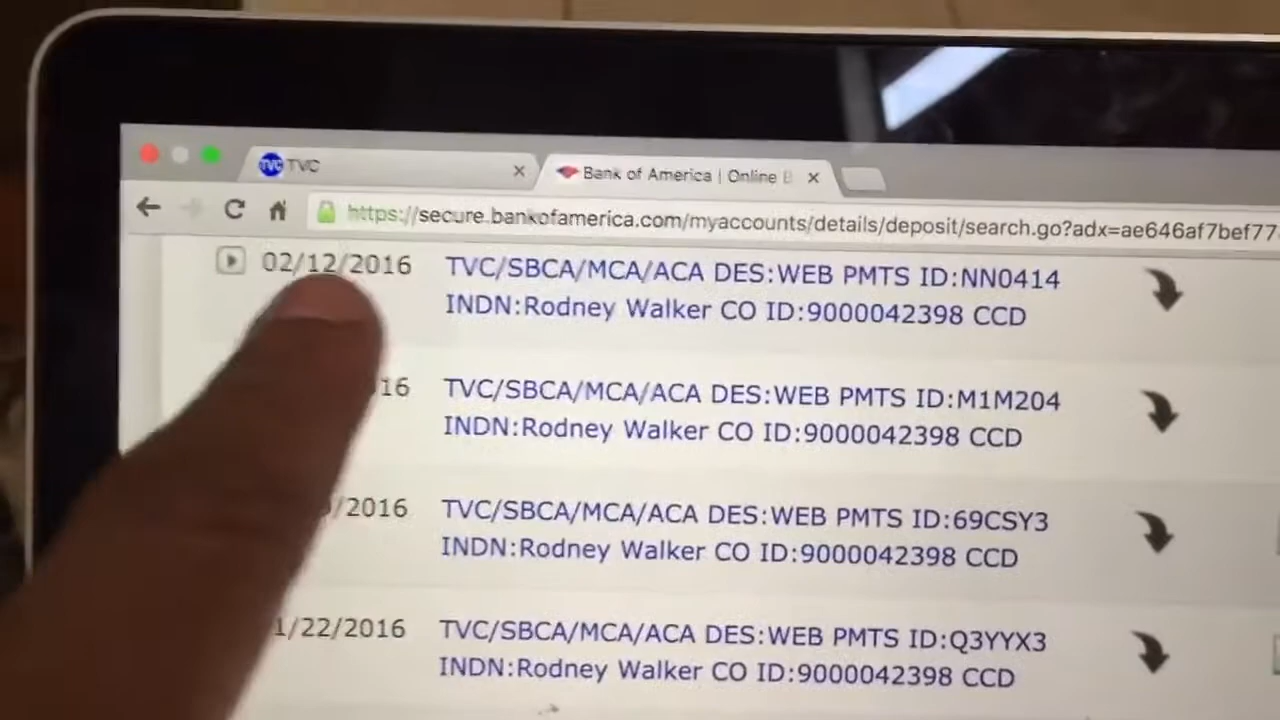 TVC TVC
Bank of America | Online B
https://secure.bankofamerica.com/myaccounts/details/deposit/search.go?adx=ae646af7bef77
02/12/2016 TVC/SBCA/MCA/ACA DES:WEB PMTS ID:NN0414
INDN:Rodney Walker CO ID:9000042398 CCD
16 TVC/SBCA/MCA/ACA DES:WEB PMTS ID:M1M204
INDN:Rodney Walker CO ID:9000042398 CCD
/2016 TVC/SBCA/MCA/ACA DES:WEB PMTS ID:69CSY3
INDN:Rodney Walker CO ID:9000042398 CCD
1/22/2016 TVC/SBCA/MCA/ACA DES:WEB PMTS ID:Q3YYX3
INDN:Rodney Walker CO ID:9000042398 CCD